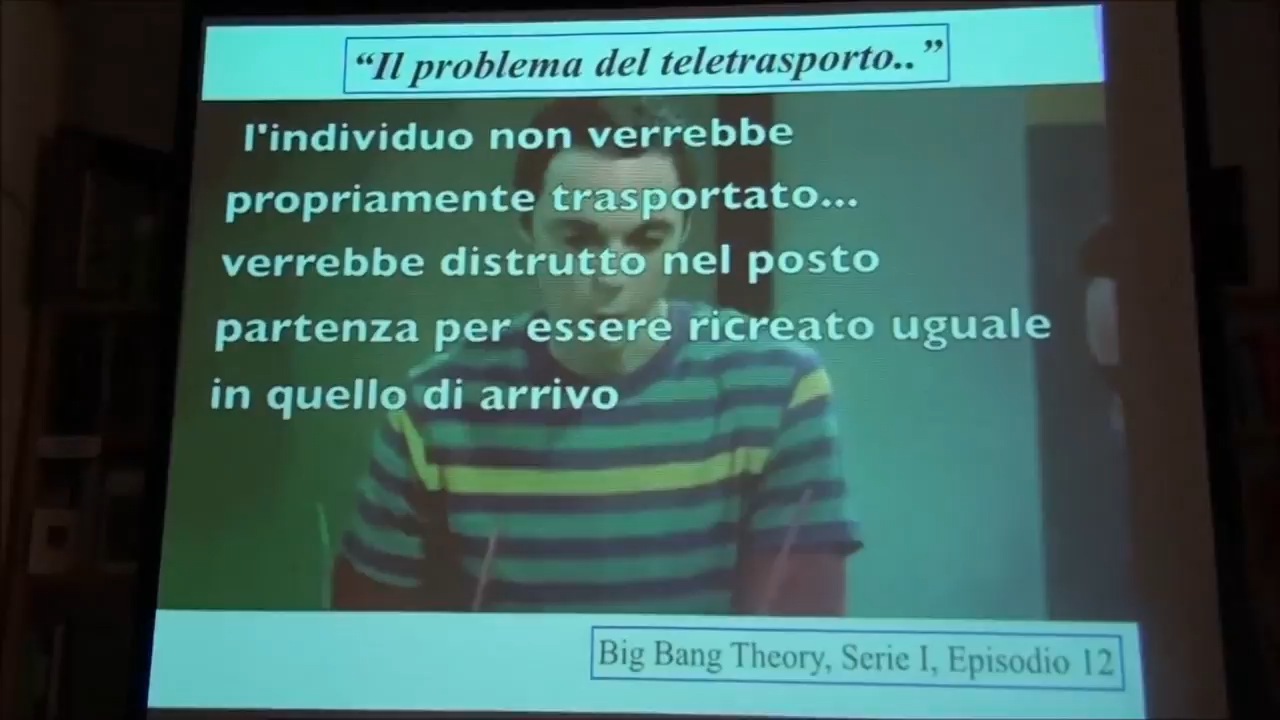 “Il problema del teletrasporto..”
l'individuo non verrebbe
propriamente trasportato...
verrebbe distrutto nel posto
partenza per essere ricreato uguale
in quello di arrivo
Big Bang Theory, Serie I, Episodio 12